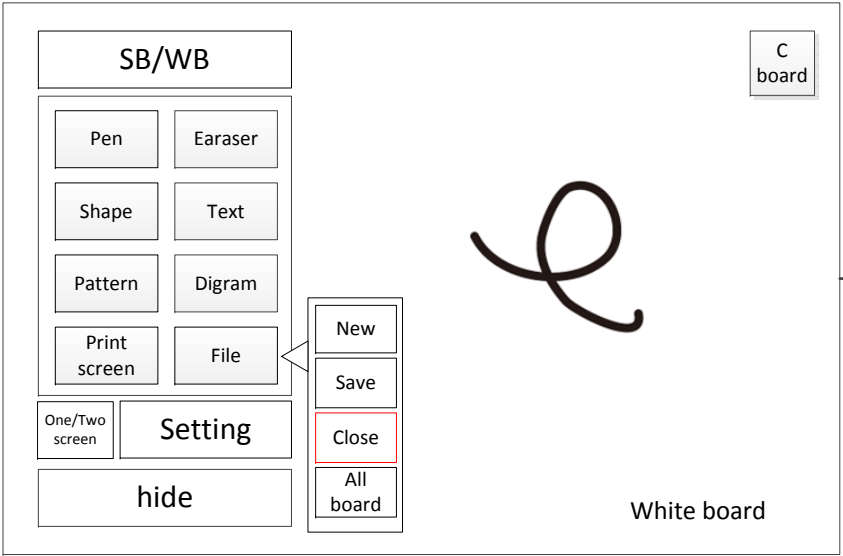 SB/WB
C
board
Pen
Earaser
Shape
Text
Pattern
Digram
Print
screen
File
New
Save
Close
All
board
One/Two
screen
Setting
hide
White board